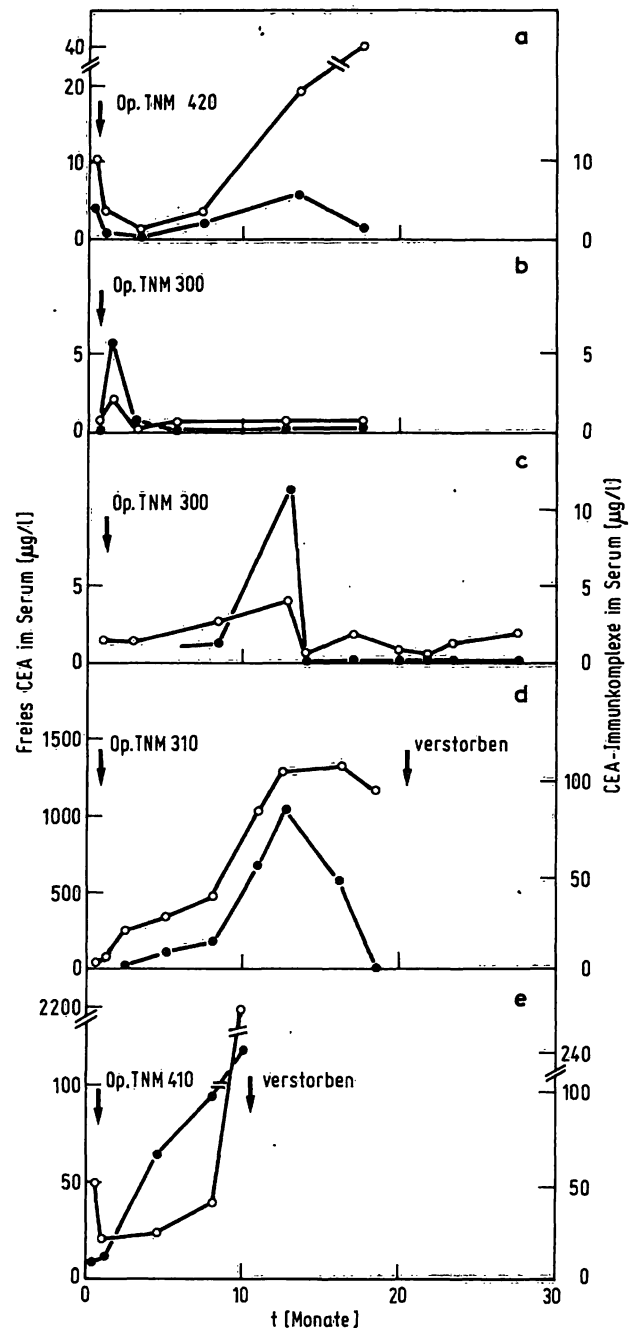 a
40
20
Op. TNM 420
10
10
0
0
b
Op. TNM 300
5
5
0
0
c
Op. TNM 300
10
5
5
0
0
Freies CEA im Serum [µg/l]
CEA-Immunkomplexe im Serum [µg/l]
d
1500
Op. TNM 310
verstorben
100
1000
500
50
0
0
e
2200
240
Op. TNM 410
verstorben
100
100
50
50
0
0
0
10
20
30
t [Monate]